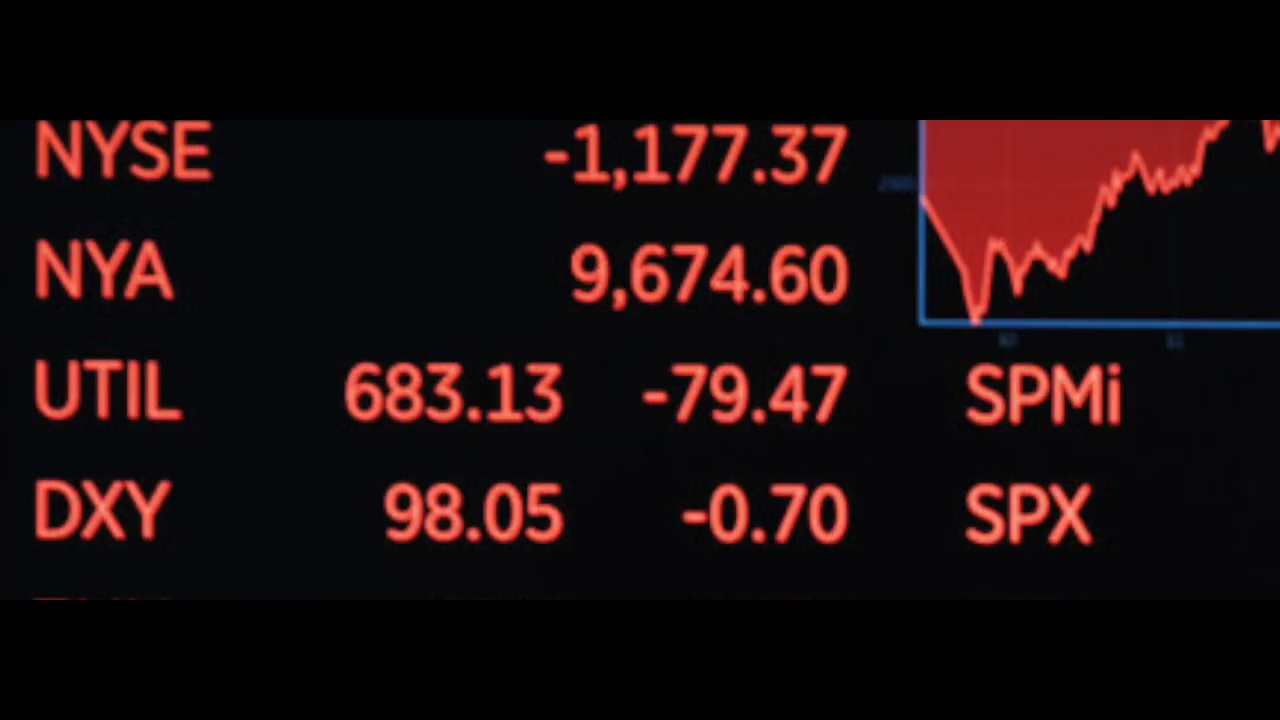 NYSE -1,177.37
NYA 9,674.60
UTIL 683.13 -79.47 SPMi
DXY 98.05 -0.70 SPX